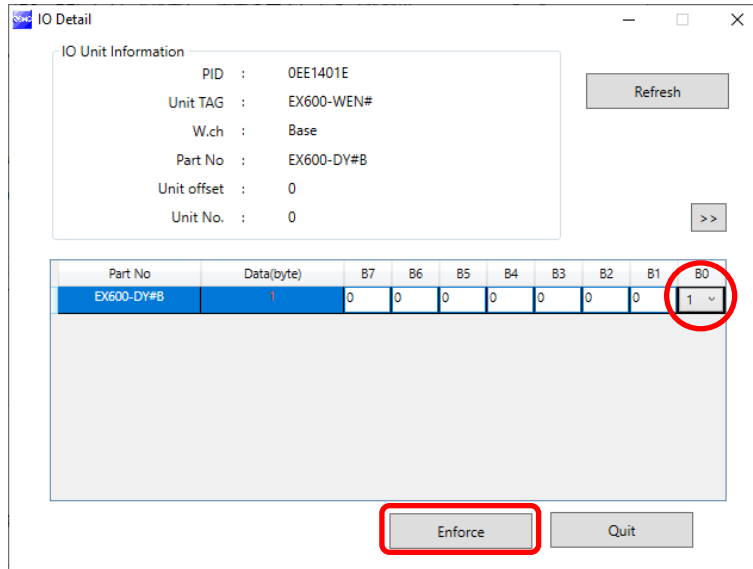 SMC IO Detail
IO Unit Information
PID : 0EE1401E
Unit TAG : EX600-WEN#
W.ch : Base
Part No : EX600-DY#B
Unit offset : 0
Unit No. : 0
Refresh
>>
Part No Data(byte) B7 B6 B5 B4 B3 B2 B1 B0
EX600-DY#B 1 0 0 0 0 0 0 0 1
Enforce Quit